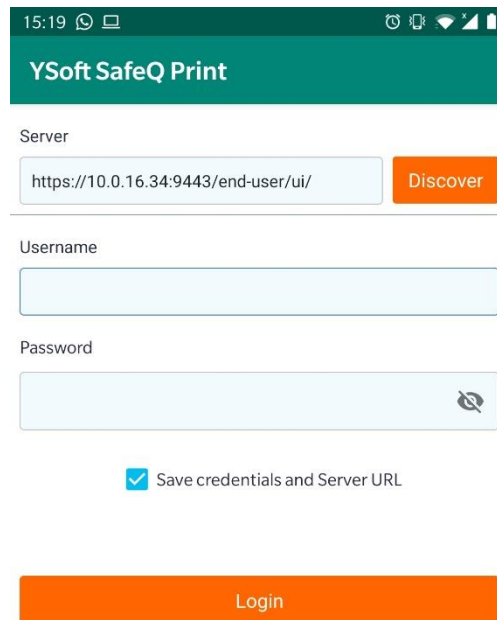 15:19
YSoft SafeQ Print
Server
https://10.0.16.34:9443/end-user/ui/ Discover
Username
Password
Save credentials and Server URL
Login